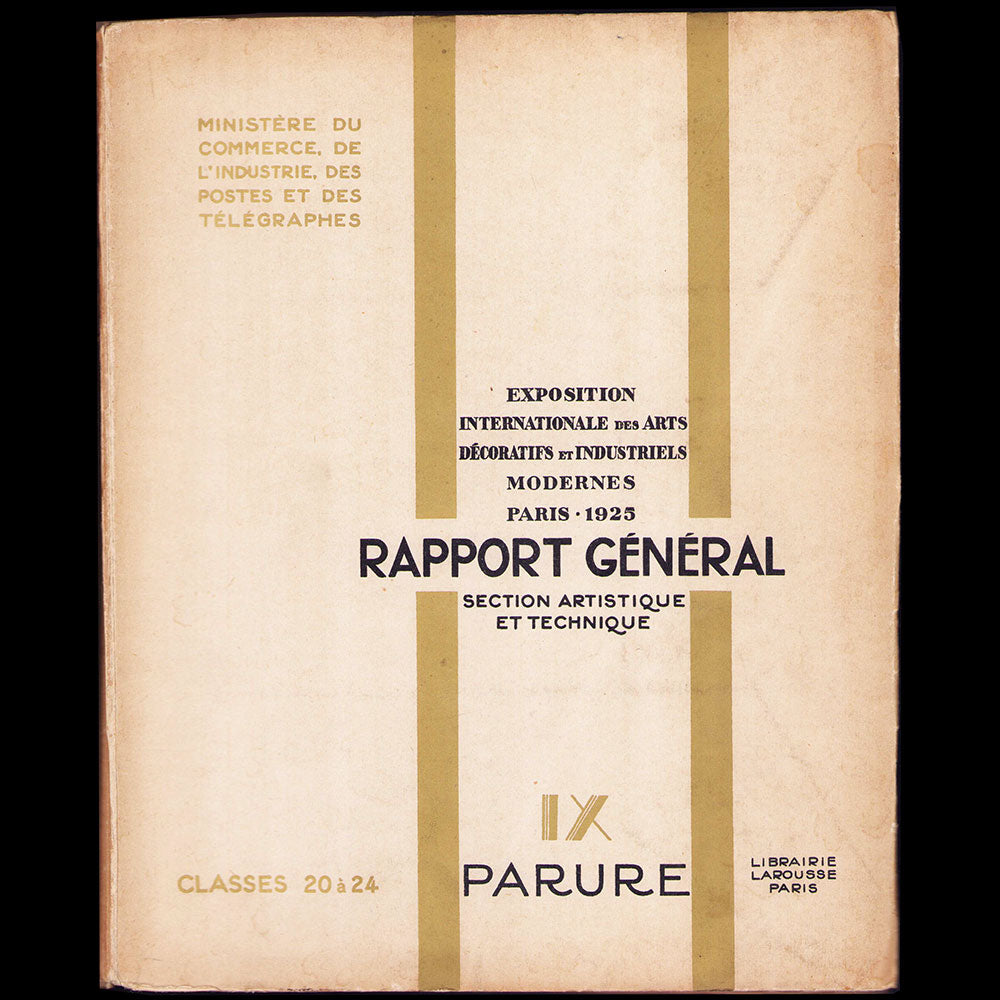 MINISTÈRE DU
COMMERCE, DE
L'INDUSTRIE, DES
POSTES ET DES
TÉLÉGRAPHES
EXPOSITION
INTERNATIONALE DES ARTS
DÉCORATIFS ET INDUSTRIELS
MODERNES
PARIS · 1925
RAPPORT GÉNÉRAL
SECTION ARTISTIQUE
ET TECHNIQUE
IX
PARURE
CLASSES 20 à 24
LIBRAIRIE
LAROUSSE
PARIS